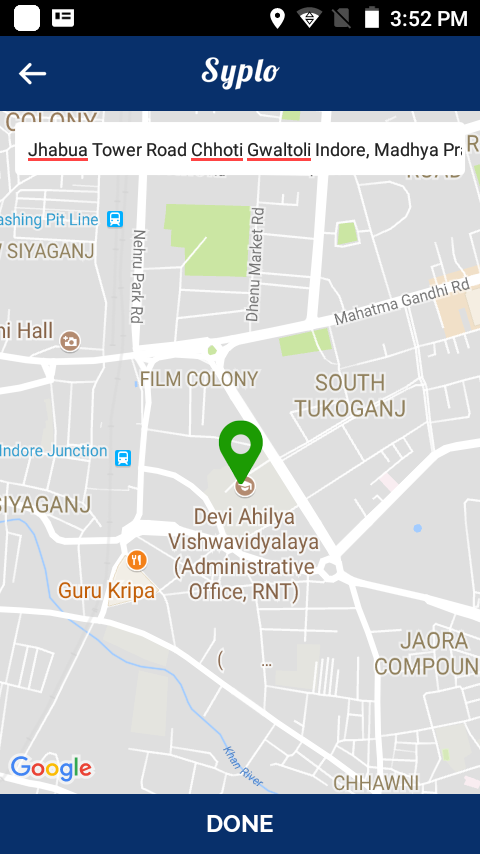 3:52 PM
Syplo
COLONY
Jhabua Tower Road Chhoti Gwaltoli Indore, Madhya Pr
ROAD
ashing Pit Line
SIYAGANJ
Nehru Park Rd
Dhenu Market Rd
Mahatma Gandhi Rd
ni Hall
FILM COLONY
SOUTH
TUKOGANJ
Indore Junction
SIYAGANJ
Devi Ahilya
Vishwavidyalaya
(Administrative
Office, RNT)
Guru Kripa
( ...
JAORA
COMPOUN
Khan River
Google
CHHAWNI
DONE